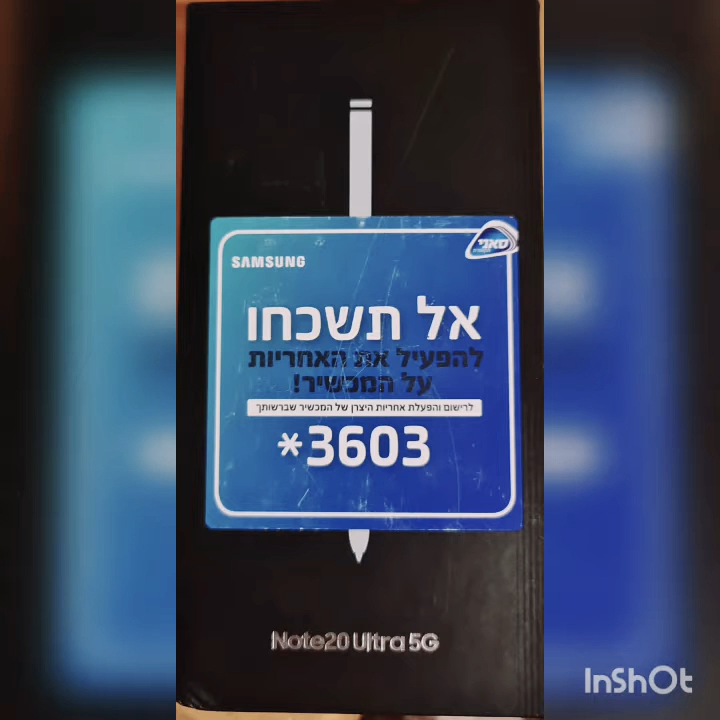 סאני
SAMSUNG
אל תשכחו
להפעיל את האחריות
על המכשיר!
לרישום והפעלת אחריות היצרן של המכשיר שברשותך
*3603
Note20 Ultra 5G
InShOt